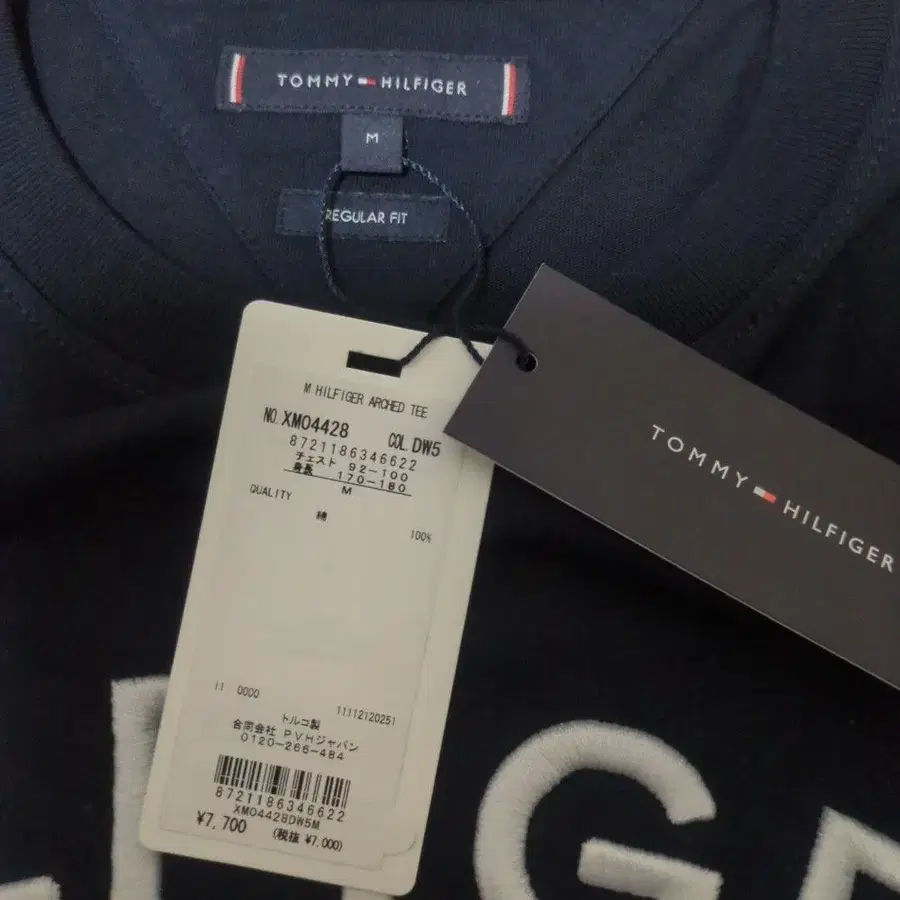 TOMMY HILFIGER
M
REGULAR FIT
M HILFIGER ARCHED TEE
NO. XM04428 COL. DW5
8721186346622
チェスト 92-100
身長 170-180
M
QUALITY
綿
100%
11 0000
11112120251
トルコ製
合同会社 PVHジャパン
0120-266-484
8721186346622
XM04428DW5M
¥7,700 (税抜 ¥7,000)
TOMMY HILFIGER